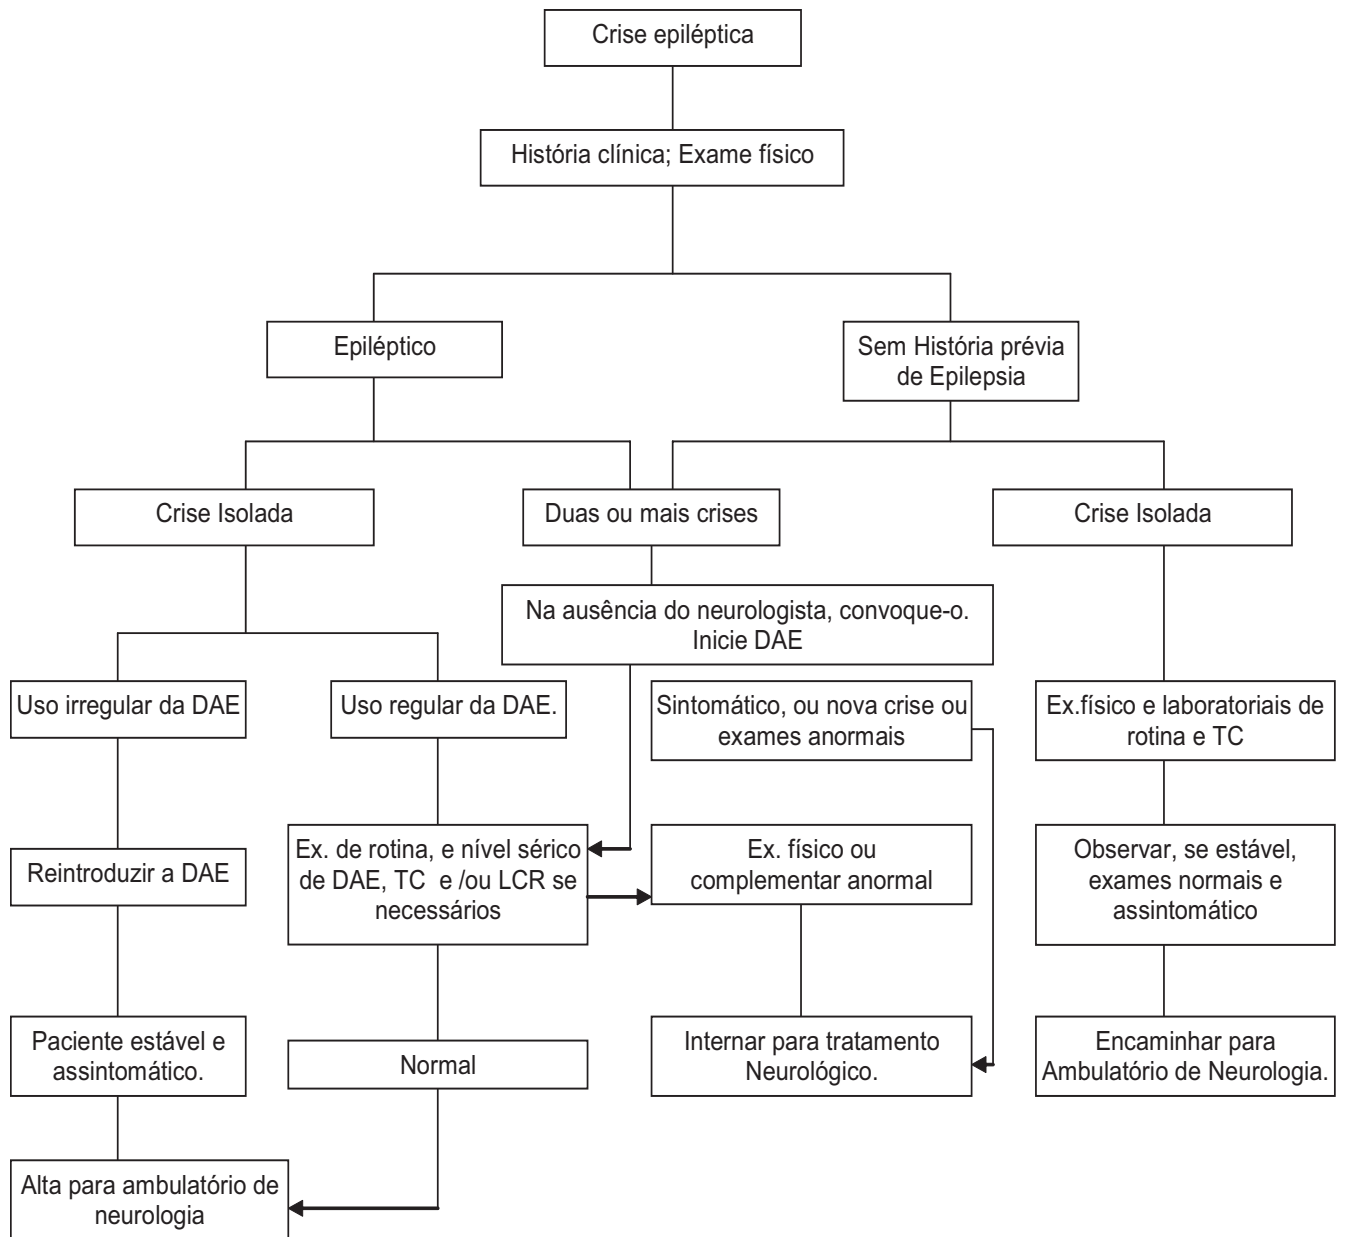 Crise epiléptica
História clínica; Exame físico
Epiléptico
Sem História prévia
de Epilepsia
Crise Isolada
Duas ou mais crises
Crise Isolada
Na ausência do neurologista, convoque-o.
Inicie DAE
Uso irregular da DAE
Uso regular da DAE.
Sintomático, ou nova crise ou
exames anormais
Ex.físico e laboratoriais de
rotina e TC
Reintroduzir a DAE
Ex. de rotina, e nível sérico
de DAE, TC e /ou LCR se
necessários
Ex. físico ou
complementar anormal
Observar, se estável,
exames normais e
assintomático
Paciente estável e
assintomático.
Normal
Internar para tratamento
Neurológico.
Encaminhar para
Ambulatório de Neurologia.
Alta para ambulatório de
neurologia